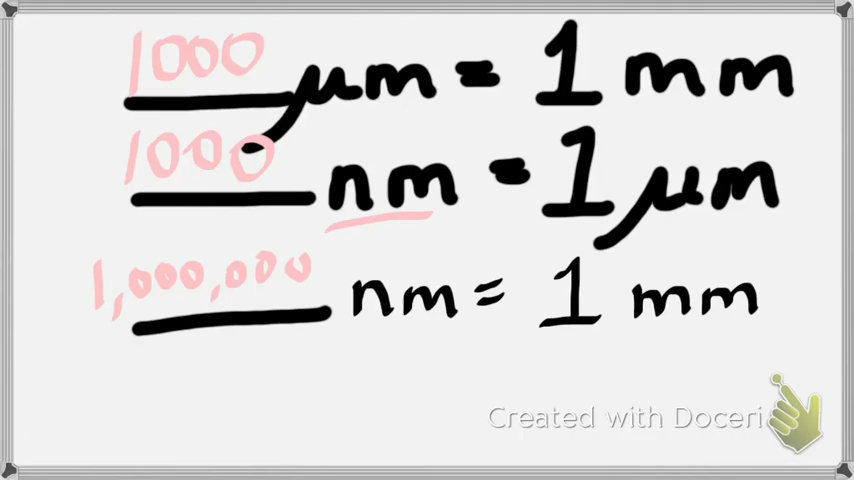 1000 μm = 1 mm
1000 nm = 1 μm
1,000,000 nm = 1 mm
Created with Doceri